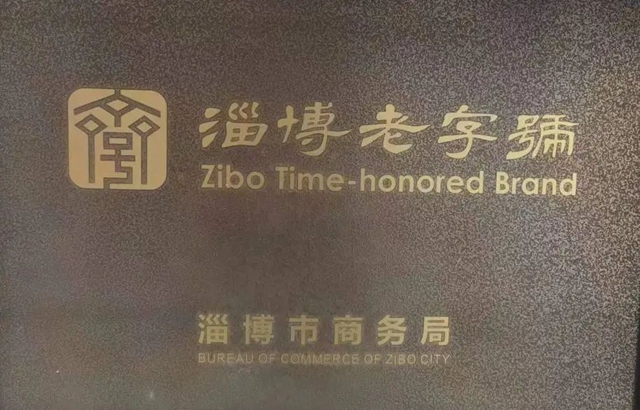 淄博老字號
Zibo Time-honored Brand
淄博市商务局
BUREAU OF COMMERCE OF ZIBO CITY